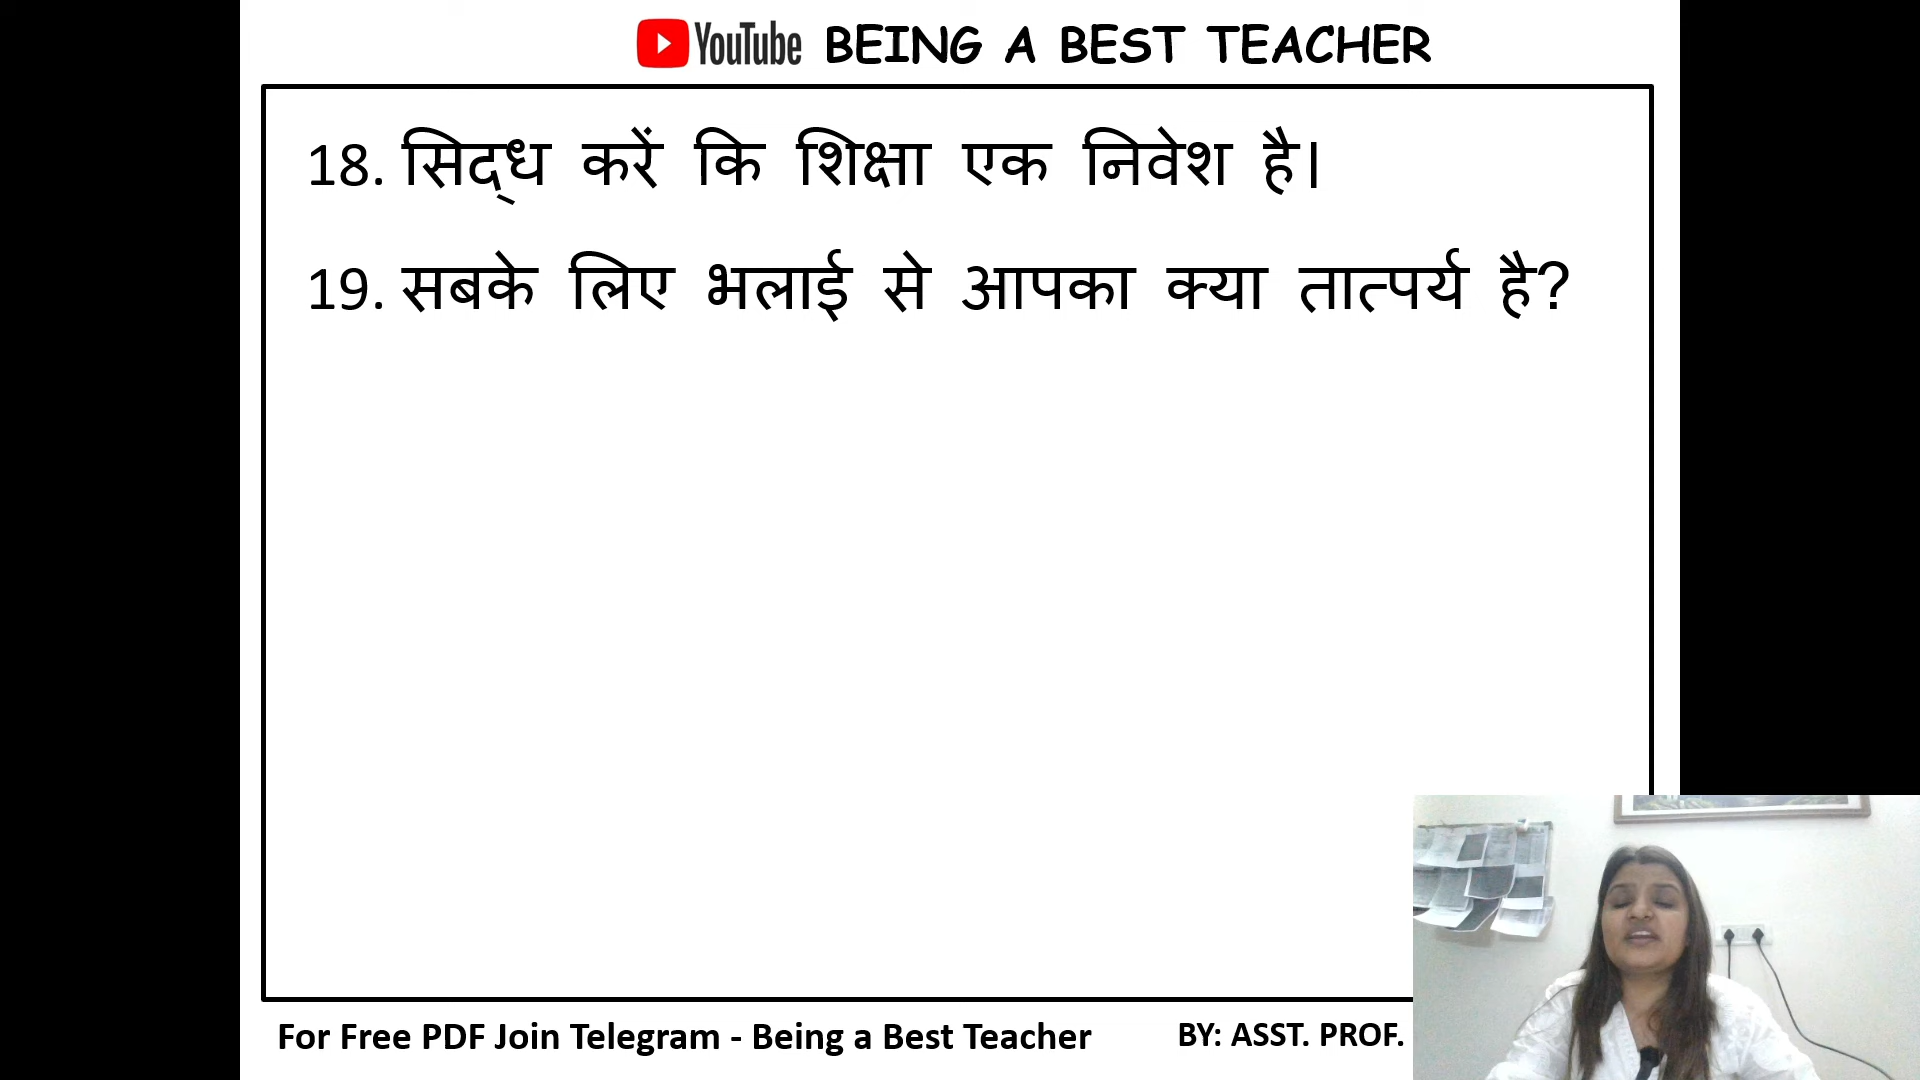 YouTube BEING A BEST TEACHER
18. सिद्ध करें कि शिक्षा एक निवेश है।
19. सबके लिए भलाई से आपका क्या तात्पर्य है?
For Free PDF Join Telegram - Being a Best Teacher BY: ASST. PROF.